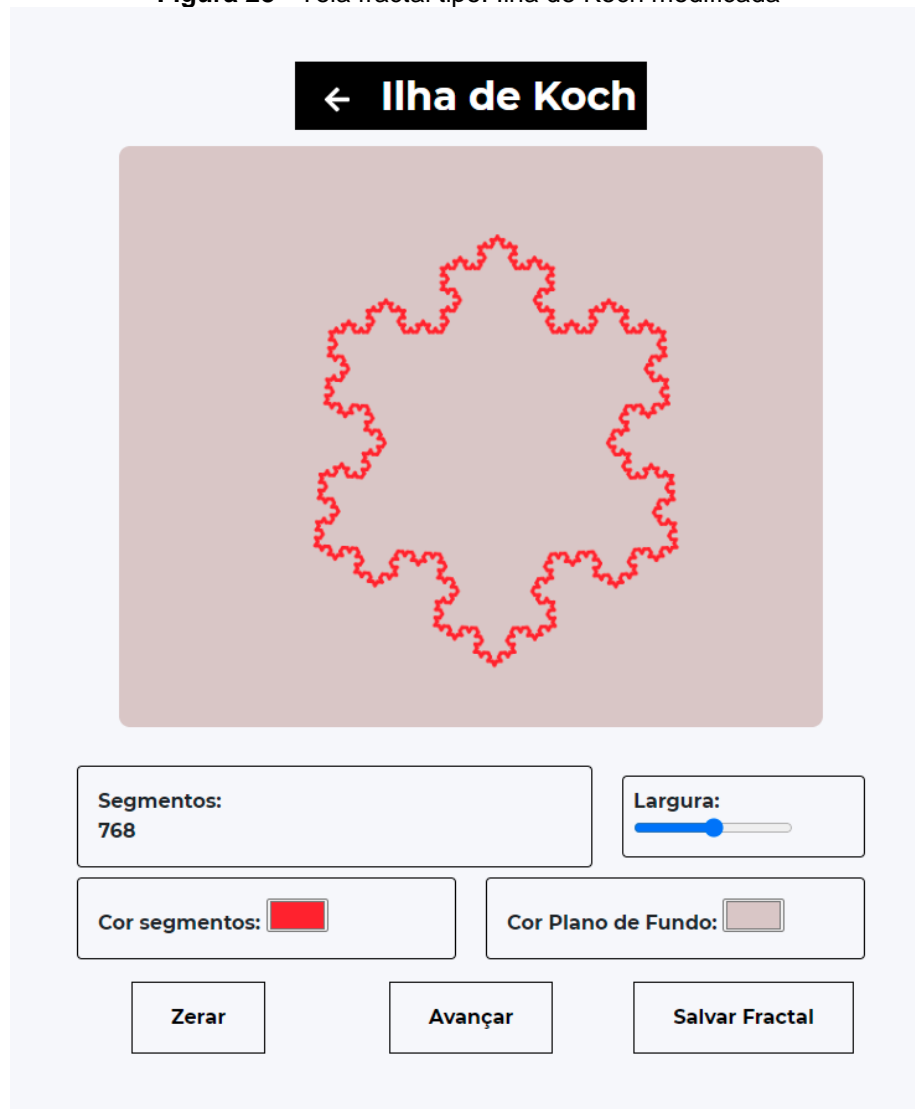 ← Ilha de Koch
Segmentos:
768
Largura:
Cor segmentos:
Cor Plano de Fundo:
Zerar
Avançar
Salvar Fractal